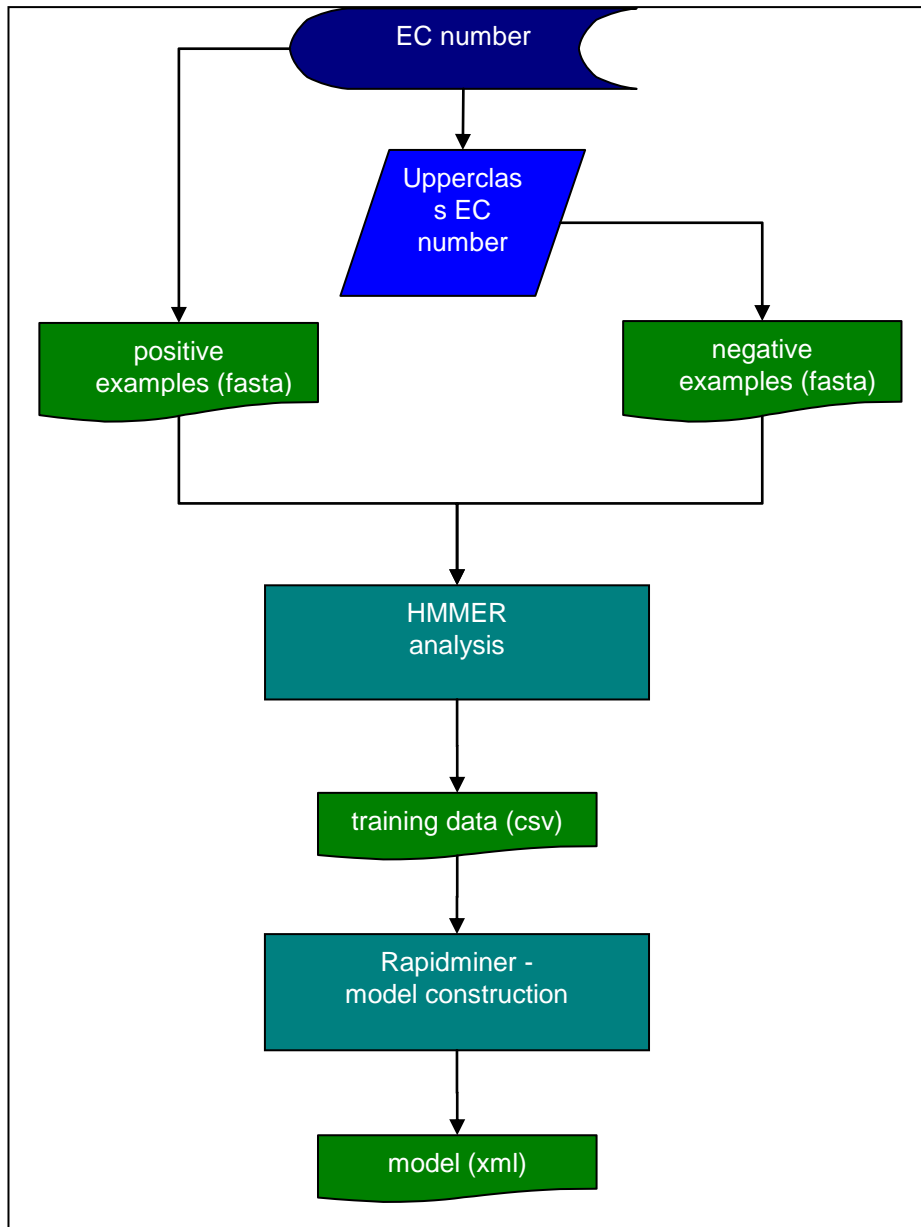 EC number
Upperclas
s EC
number
positive
examples (fasta)
negative
examples (fasta)
HMMER
analysis
training data (csv)
Rapidminer -
model construction
model (xml)